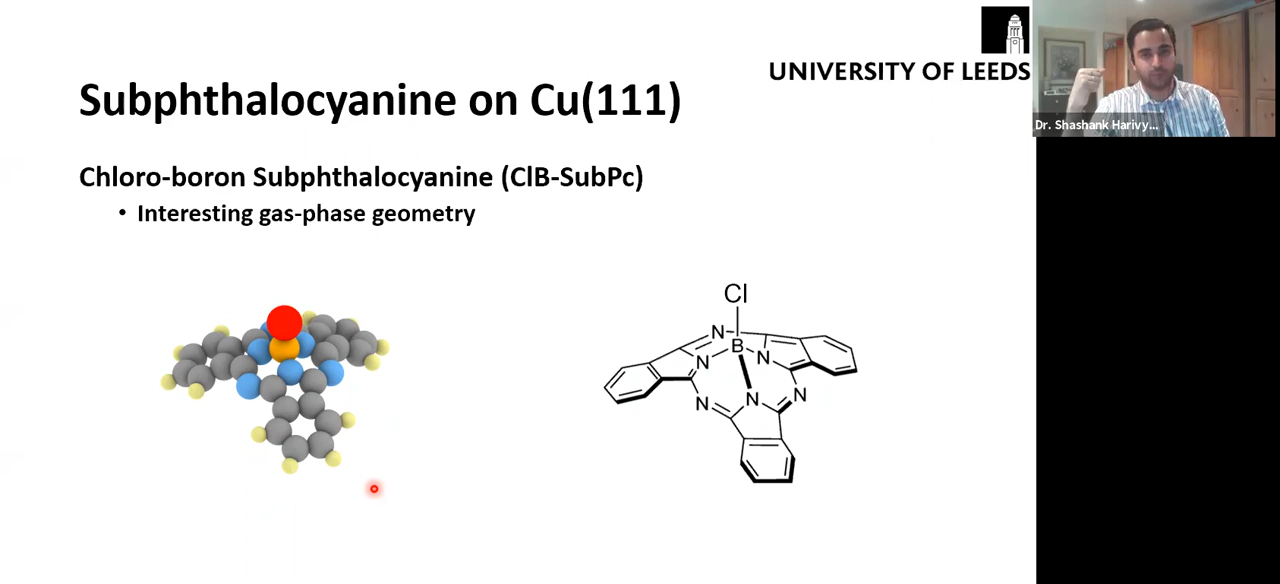 UNIVERSITY OF LEEDS
Dr. Shashank Harivy...
Subphthalocyanine on Cu(111)
Chloro-boron Subphthalocyanine (ClB-SubPc)
• Interesting gas-phase geometry
Cl
N
B
N
N
N
N
N